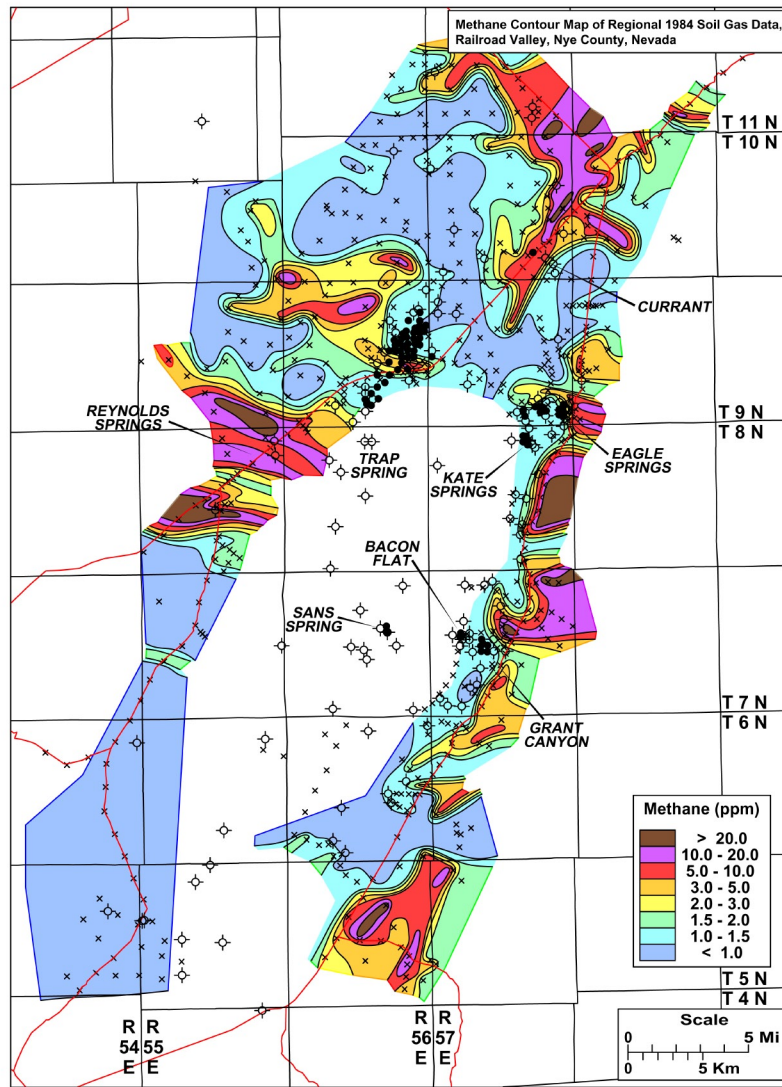 Methane Contour Map of Regional 1984 Soil Gas Data,
Railroad Valley, Nye County, Nevada
T 11 N
T 10 N
CURRANT
REYNOLDS
SPRINGS
T 9 N
T 8 N
TRAP
SPRING
KATE
SPRINGS
EAGLE
SPRINGS
BACON
FLAT
SANS
SPRING
GRANT
CANYON
T 7 N
T 6 N
Methane (ppm)
> 20.0
10.0 - 20.0
5.0 - 10.0
3.0 - 5.0
2.0 - 3.0
1.5 - 2.0
1.0 - 1.5
< 1.0
T 5 N
T 4 N
R R
54 55
E E
R R
56 57
E E
Scale
0 5 Mi
0 5 Km